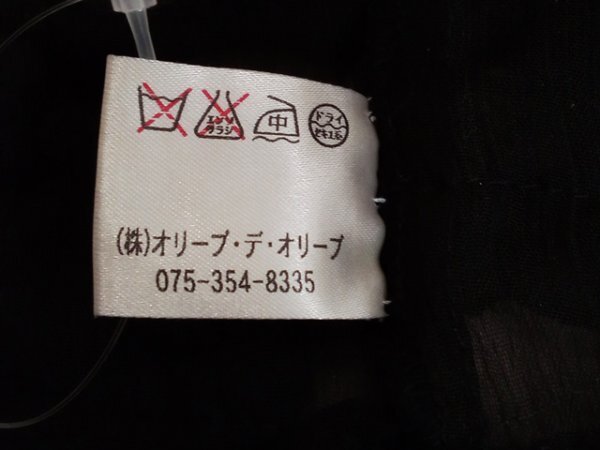 エンソ
サラシ
中
ドライ
セキユ系
(株)オリーブ・デ・オリーブ
075-354-8335